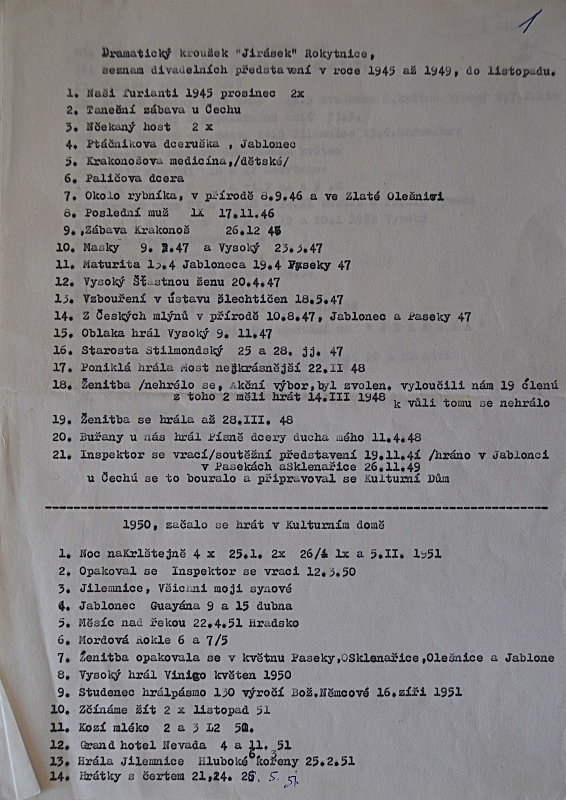 1
Dramatický kroužek "Jirásek" Rokytnice,
seznam divadelních představení v roce 1945 až 1949, do listopadu.
1. Naši furianti 1945 prosinec 2x
2. Taneční zábava u Čechu
3. Nčekaný host 2 x
4. Ptáčníkova dceruška , Jablonec
5. Krakonošova medicína,/dětské/
6. Paličova dcera
7. Okolo rybníka, v přírodě 8.9.46 a ve Zlaté Olešnici
8. Poslední muž 1x 17.11.46
9. ,Zábava Krakonoš 26.12 46
10. Masky 9. 2.47 a Vysoký 23.3.47
11. Maturita 13.4 Jabloneca 19.4 Paseky 47
12. Vysoký Šťastnou ženu 20.4.47
13. Vzbouření v ústavu šlechtičen 18.5.47
14. Z Českých mlýnů v přírodě 10.8.47, Jablonec a Paseky 47
15. Oblaka hrál Vysoký 9. 11.47
16. Starosta Stilmondský 25 a 28. jj. 47
17. Poniklá hrála Most nejkrásnější 22.II 48
18. Ženitba /nehrálo se, Akční výbor,byl zvolen. vyloučili nám 19 členú
z toho 2 měli hrát 14.III 1948
k vůli tomu se nehrálo
19. Ženitba se hrála až 28.III. 48
20. Buřany u nás hrál Písně dcery ducha mého 11.4.48
21. Inspektor se vrací/soutěžní představení 19.11.41 /hráno v Jablonci
v Pasekách aSklenařice 26.11.49
u Čechú se to bouralo a připravoval se Kulturní Dům
1950, začalo se hrát v Kulturním domě
1. Noc naKrlštejně 4 x 25.1. 2x 26/1 1x a 5.II. 1951
2. Opakoval se Inspektor se vraci 12.3.50
3. Jilemnice, Všichni moji synové
4. Jablonec Guayána 9 a 15 dubna
5. Měsíc nad řekou 22.4.51 Hradsko
6. Mordová Rokle 6 a 7/5
7. Ženitba opakovala se v květnu Paseky,OSklenařice,Olešnice a Jablone
8. Vysoký hrál Vinigo květen 1950
9. Studenec hrálpásmo 130 výročí Bož.Němcové 16.zíři 1951
10. Zčínáme žít 2 x listopad 51
11. Kozí mléko 2 a 3 L2 50.
12. Grand hotel Nevada 4 a 11. 51
13. Hrála Jilemnice Hluboké kořeny 25.2.51
14. Hrátky s čertem 21,24. 26. 5. 51